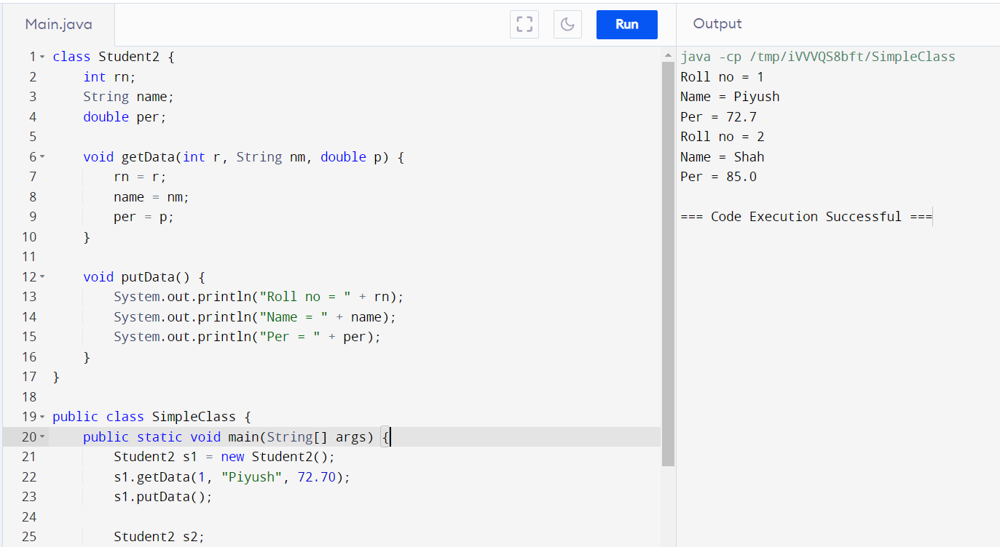 Main.java
Run
Output
1 class Student2 {
2 int rn;
3 String name;
4 double per;
5
6 void getData(int r, String nm, double p) {
7 rn = r;
8 name = nm;
9 per = p;
10 }
11
12 void putData() {
13 System.out.println("Roll no = " + rn);
14 System.out.println("Name = " + name);
15 System.out.println("Per = " + per);
16 }
17 }
18
19 public class SimpleClass {
20 public static void main(String[] args) {
21 Student2 s1 = new Student2();
22 s1.getData(1, "Piyush", 72.70);
23 s1.putData();
24
25 Student2 s2;
java -cp /tmp/iVVVQS8bft/SimpleClass
Roll no = 1
Name = Piyush
Per = 72.7
Roll no = 2
Name = Shah
Per = 85.0
=== Code Execution Successful ===